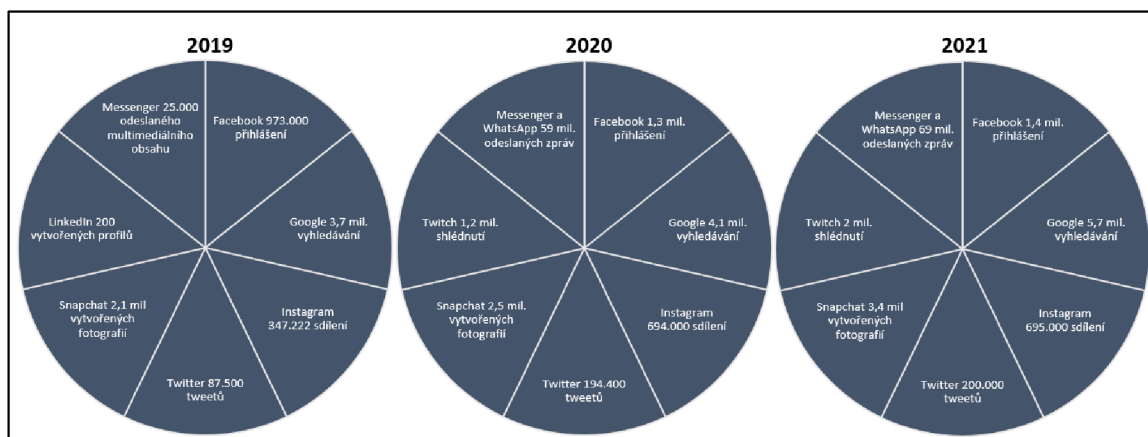 2019
Messenger 25.000
odeslaného
multimediálního
obsahu
Facebook 973.000
přihlášení
Google 3,7 mil.
vyhledávání
Instagram
347.222 sdílení
Twitter 87.500
tweetů
Snapchat 2,1 mil
vytvořených
fotografií
LinkedIn 200
vytvořených profilů
2020
Messenger a
WhatsApp 59 mil.
odeslaných zpráv
Facebook 1,3 mil.
přihlášení
Google 4,1 mil.
vyhledávání
Instagram
694.000 sdílení
Twitter 194.400
tweetů
Snapchat 2,5 mil.
vytvořených
fotografií
Twitch 1,2 mil.
shlédnutí
2021
Messenger a
WhatsApp 69 mil.
odeslaných zpráv
Facebook 1,4 mil.
přihlášení
Google 5,7 mil.
vyhledávání
Instagram
695.000 sdílení
Twitter 200.000
tweetů
Snapchat 3,4 mil
vytvořených
fotografií
Twitch 2 mil.
shlédnutí